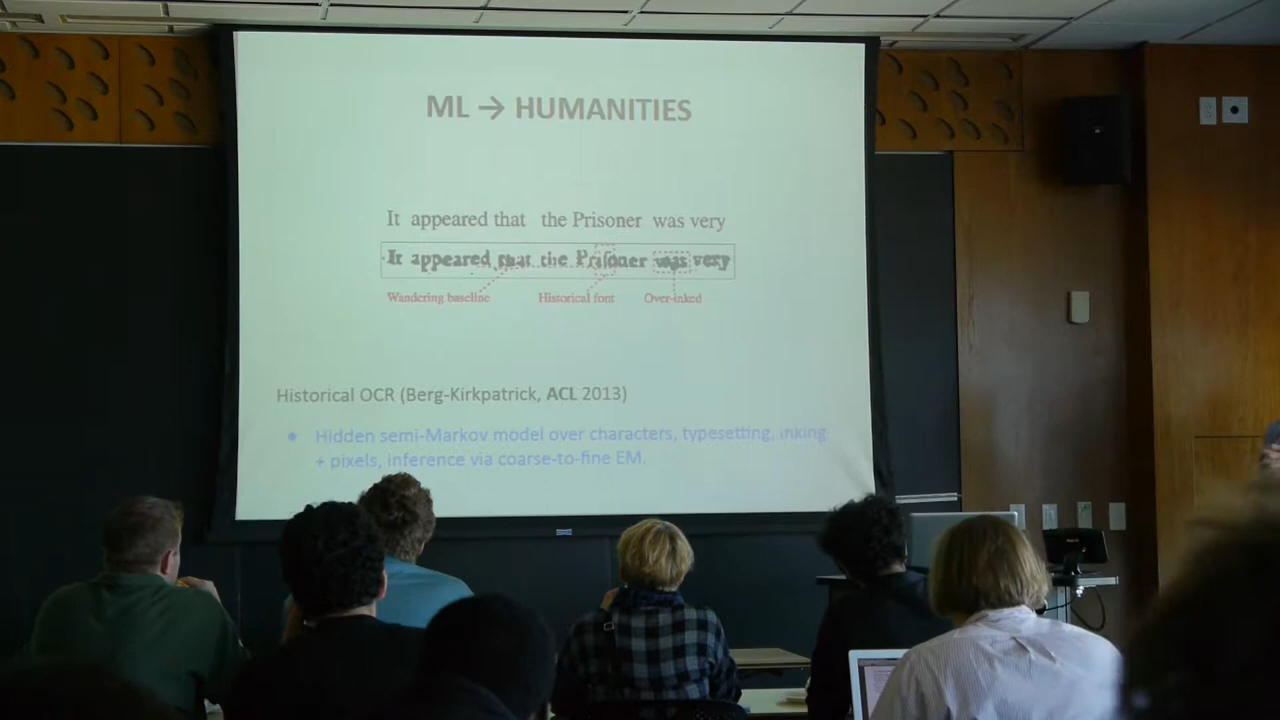 ML → HUMANITIES
It appeared that the Prisoner was very
It appeared that the Prisoner was very
Wandering baseline Historical font Over-inked
Historical OCR (Berg-Kirkpatrick, ACL 2013)
• Hidden semi-Markov model over characters, typesetting, inking
+ pixels, inference via coarse-to-fine EM.